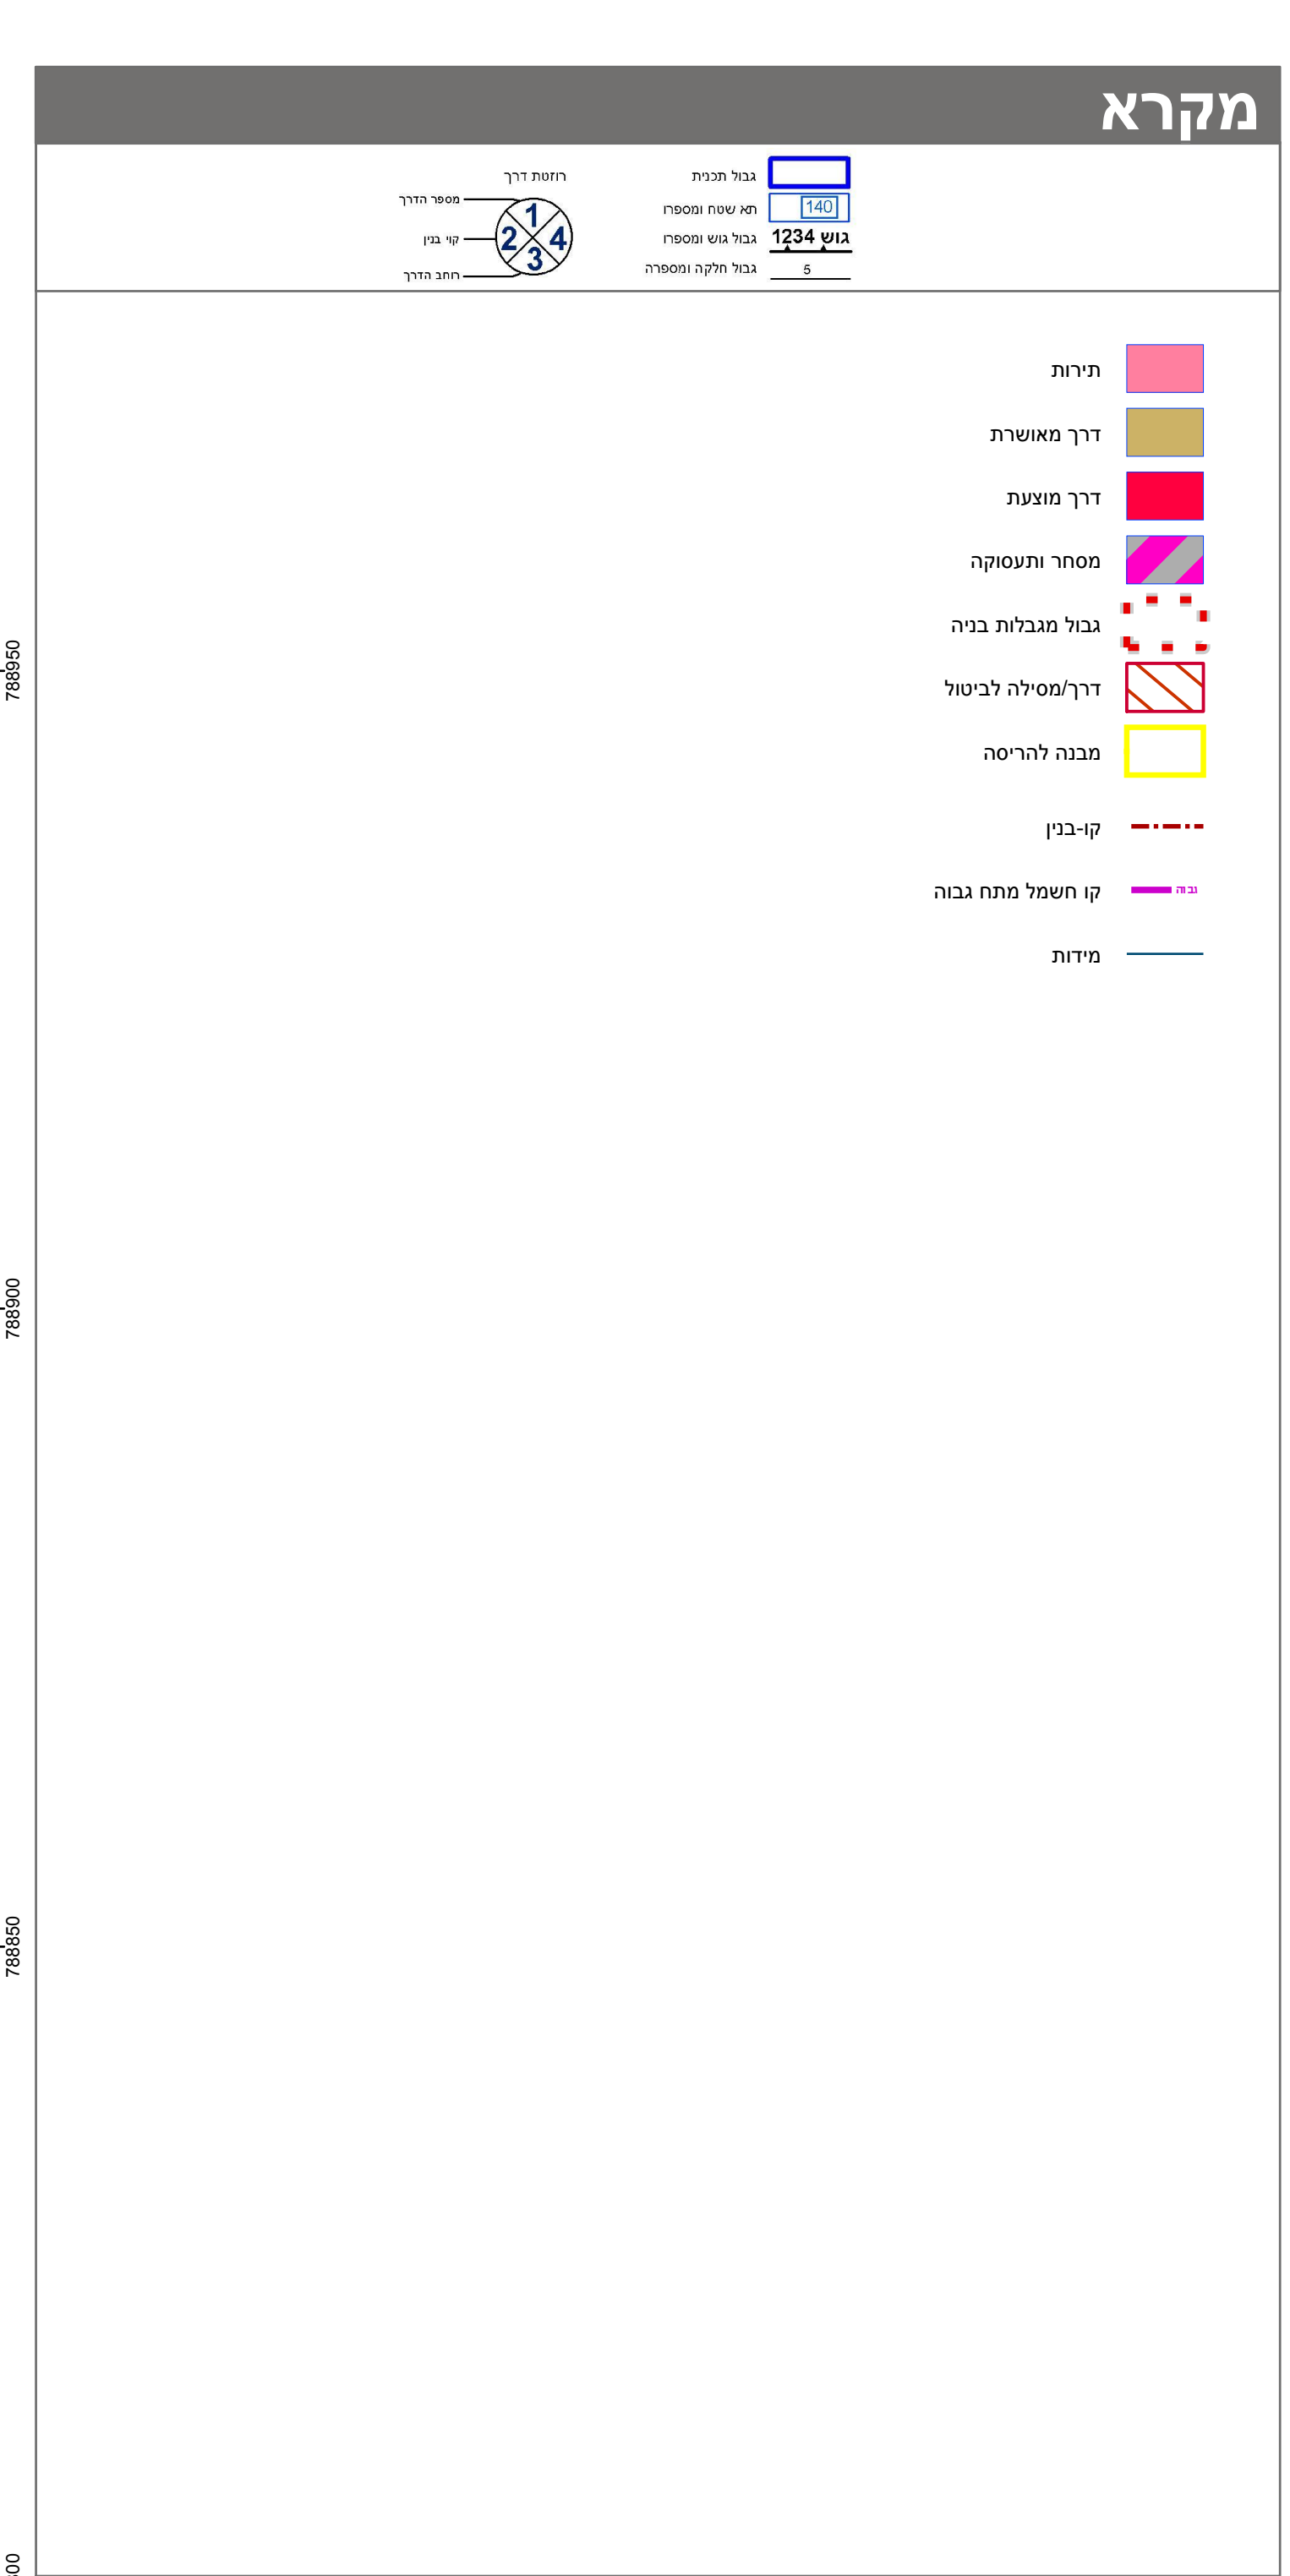 מקרא
גבול תכנית
140 תא שטח ומספרו
גוש 1234 גבול גוש ומספרו
5 גבול חלקה ומספרה
רוזטת דרך
מספר הדרך
קוי בנין
רוחב הדרך
1
2 4
3
תירות
דרך מאושרת
דרך מוצעת
מסחר ותעסוקה
גבול מגבלות בניה
דרך/מסילה לביטול
מבנה להריסה
קו-בנין
גבוה קו חשמל מתח גבוה
מידות
788950
788900
788850